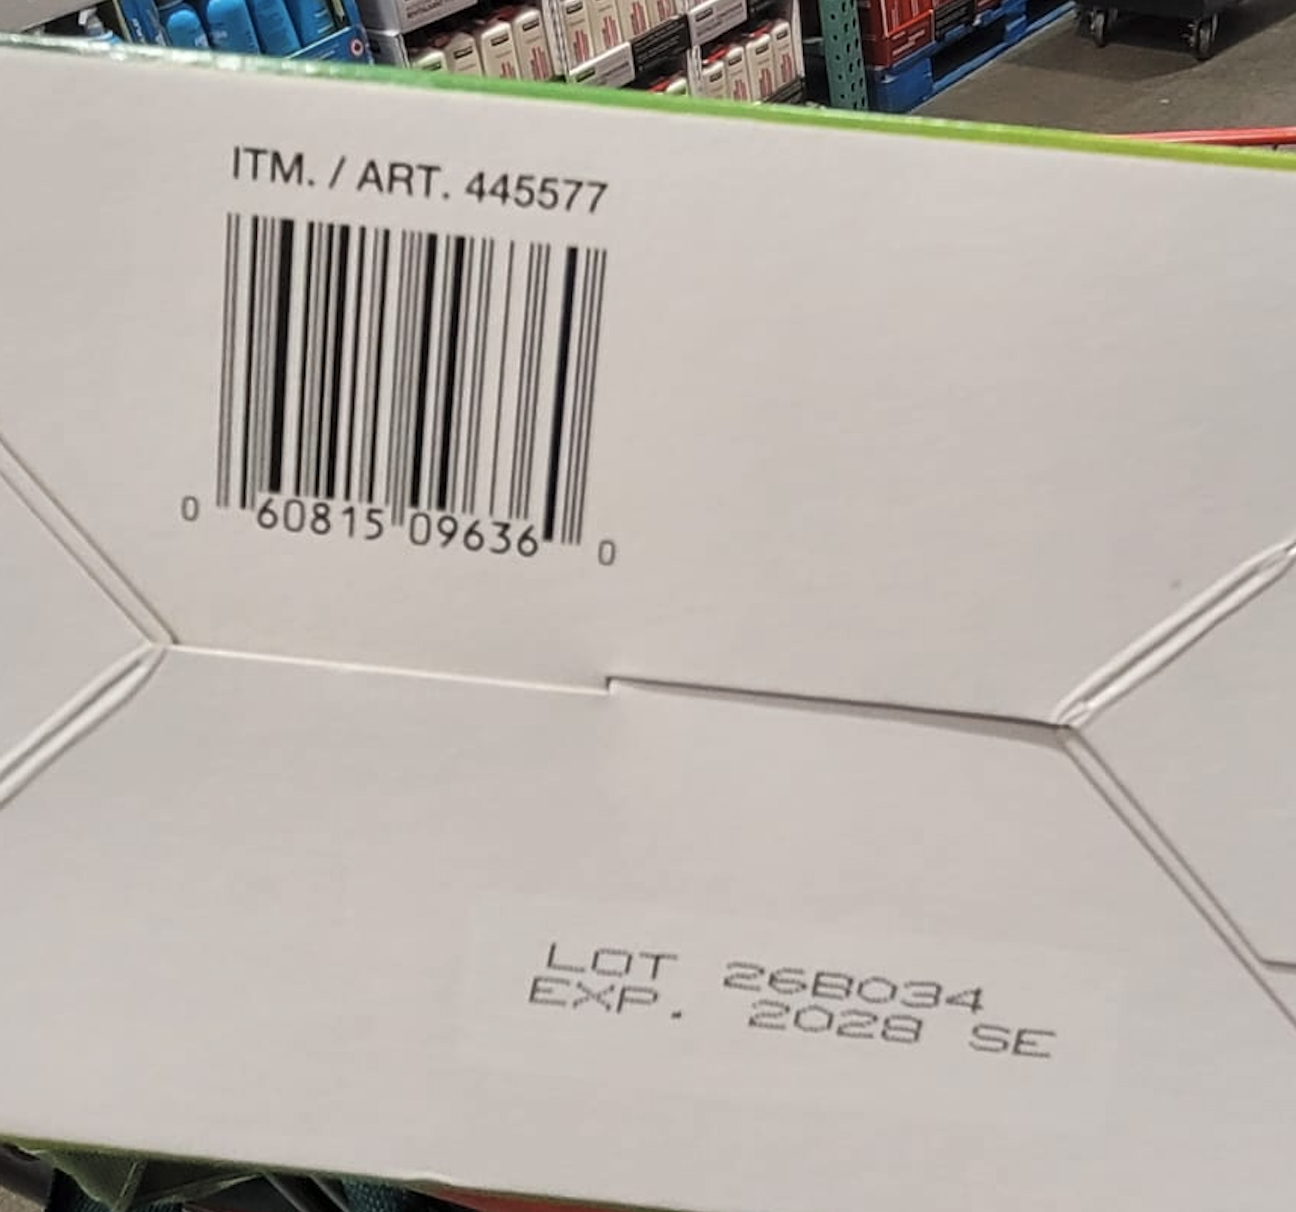 ITM. / ART. 445577
0 60815 09636 0
LOT 26B034
EXP. 2028 SE